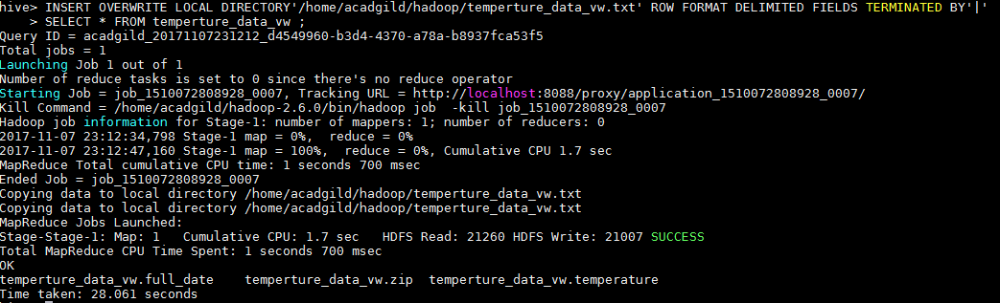 hive> INSERT OVERWRITE LOCAL DIRECTORY'/home/acadgild/hadoop/temperture_data_vw.txt' ROW FORMAT DELIMITED FIELDS TERMINATED BY'|'
    > SELECT * FROM temperture_data_vw ;
Query ID = acadgild_20171107231212_d4549960-b3d4-4370-a78a-b8937fca53f5
Total jobs = 1
Launching Job 1 out of 1
Number of reduce tasks is set to 0 since there's no reduce operator
Starting Job = job_1510072808928_0007, Tracking URL = http://localhost:8088/proxy/application_1510072808928_0007/
Kill Command = /home/acadgild/hadoop-2.6.0/bin/hadoop job  -kill job_1510072808928_0007
Hadoop job information for Stage-1: number of mappers: 1; number of reducers: 0
2017-11-07 23:12:34,798 Stage-1 map = 0%,  reduce = 0%
2017-11-07 23:12:47,160 Stage-1 map = 100%,  reduce = 0%, Cumulative CPU 1.7 sec
MapReduce Total cumulative CPU time: 1 seconds 700 msec
Ended Job = job_1510072808928_0007
Copying data to local directory /home/acadgild/hadoop/temperture_data_vw.txt
Copying data to local directory /home/acadgild/hadoop/temperture_data_vw.txt
MapReduce Jobs Launched:
Stage-Stage-1: Map: 1   Cumulative CPU: 1.7 sec   HDFS Read: 21260 HDFS Write: 21007 SUCCESS
Total MapReduce CPU Time Spent: 1 seconds 700 msec
OK
temperture_data_vw.full_date    temperture_data_vw.zip  temperture_data_vw.temperature
Time taken: 28.061 seconds